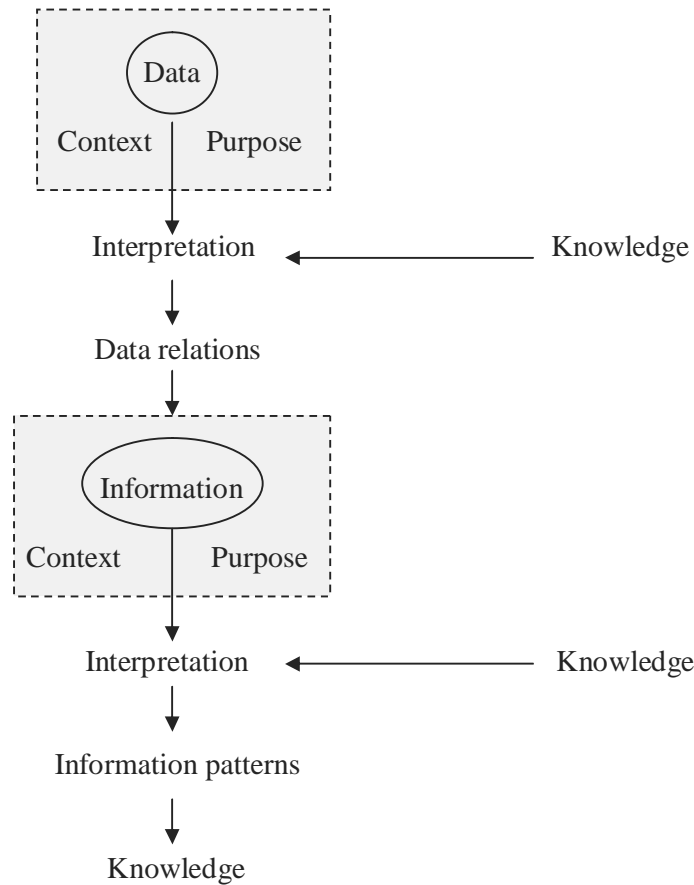 Data
Context Purpose
Interpretation Knowledge
Data relations
Information
Context Purpose
Interpretation Knowledge
Information patterns
Knowledge